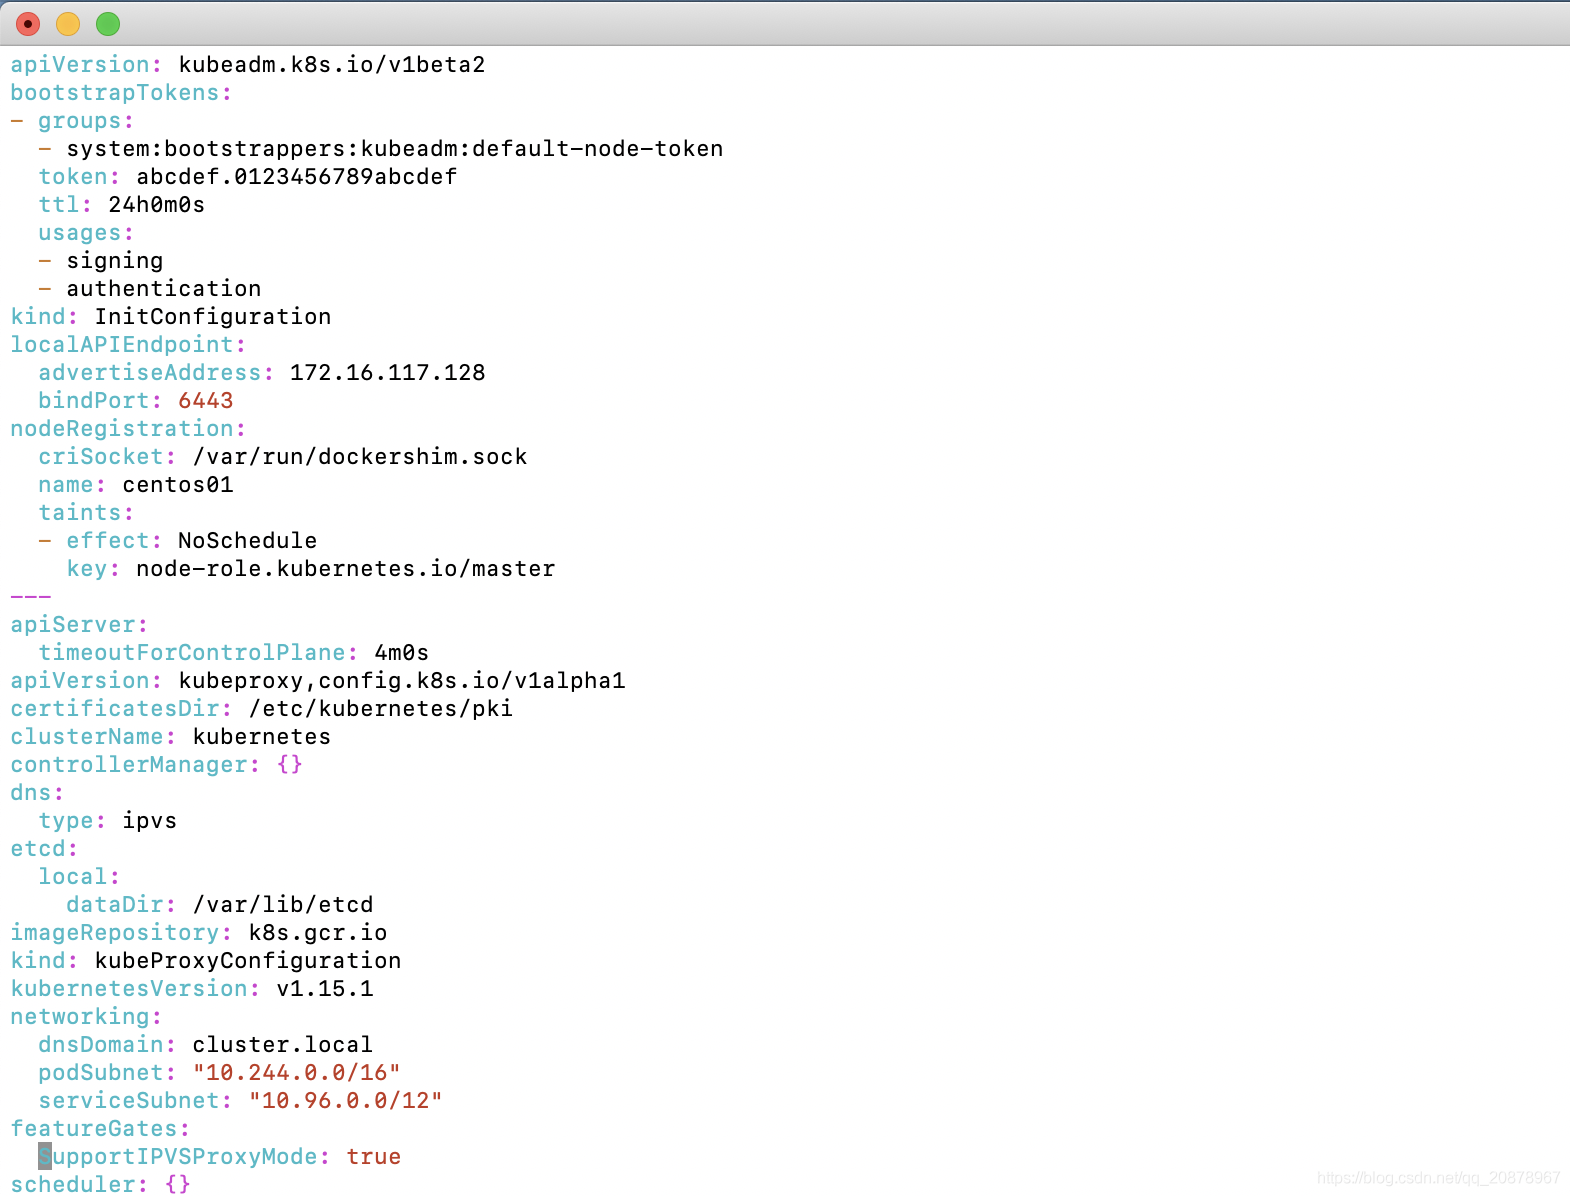 apiVersion: kubeadm.k8s.io/v1beta2
bootstrapTokens:
- groups:
  - system:bootstrappers:kubeadm:default-node-token
  token: abcdef.0123456789abcdef
  ttl: 24h0m0s
  usages:
  - signing
  - authentication
kind: InitConfiguration
localAPIEndpoint:
  advertiseAddress: 172.16.117.128
  bindPort: 6443
nodeRegistration:
  criSocket: /var/run/dockershim.sock
  name: centos01
  taints:
  - effect: NoSchedule
    key: node-role.kubernetes.io/master
---
apiServer:
  timeoutForControlPlane: 4m0s
apiVersion: kubeproxy,config.k8s.io/v1alpha1
certificatesDir: /etc/kubernetes/pki
clusterName: kubernetes
controllerManager: {}
dns:
  type: ipvs
etcd:
  local:
    dataDir: /var/lib/etcd
imageRepository: k8s.gcr.io
kind: kubeProxyConfiguration
kubernetesVersion: v1.15.1
networking:
  dnsDomain: cluster.local
  podSubnet: "10.244.0.0/16"
  serviceSubnet: "10.96.0.0/12"
featureGates:
  SupportIPVSProxyMode: true
scheduler: {}
https://blog.csdn.net/qq_20878967